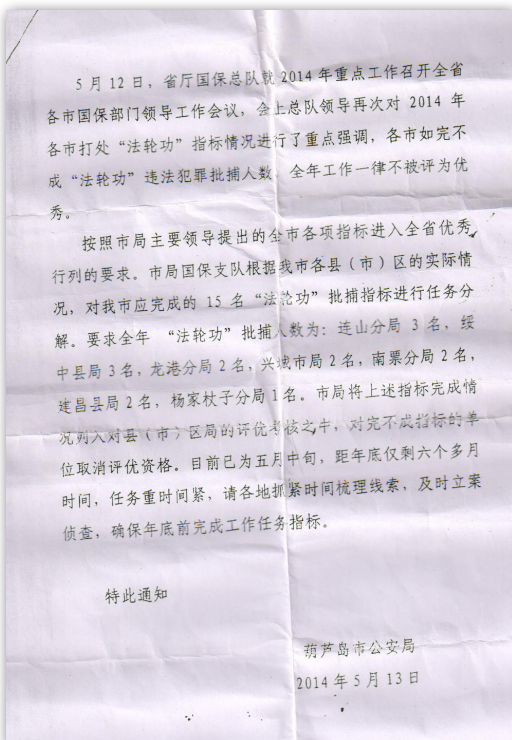 5月12日，省厅国保总队就2014年重点工作召开全省
各市国保部门领导工作会议，会上总队领导再次对 2014 年
各市打处“法轮功”指标情况进行了重点强调，各市如完不
成“法轮功”违法犯罪批捕人数，全年工作一律不被评为优
秀。
按照市局主要领导提出的全市各项指标进入全省优秀
行列的要求。市局国保支队根据我市各县（市）区的实际情
况，对我市应完成的 15 名“法轮功”批捕指标进行任务分
解。要求全年 “法轮功”批捕人数为：连山分局 3 名，绥
中县局 3名，龙港分局 2 名，兴城市局 2 名，南票分局 2 名，
建昌县局 2 名，杨家杖子分局 1 名。市局将上述指标完成情
况列入对县（市）区局的评优考核之中，对完不成指标的单
位取消评优资格。目前已为五月中旬，距年底仅剩六个多月
时间，任务重时间紧，请各地抓紧时间梳理线索，及时立案
侦查，确保年底前完成工作任务指标。
特此通知
葫芦岛市公安局
2014 年 5 月 13 日